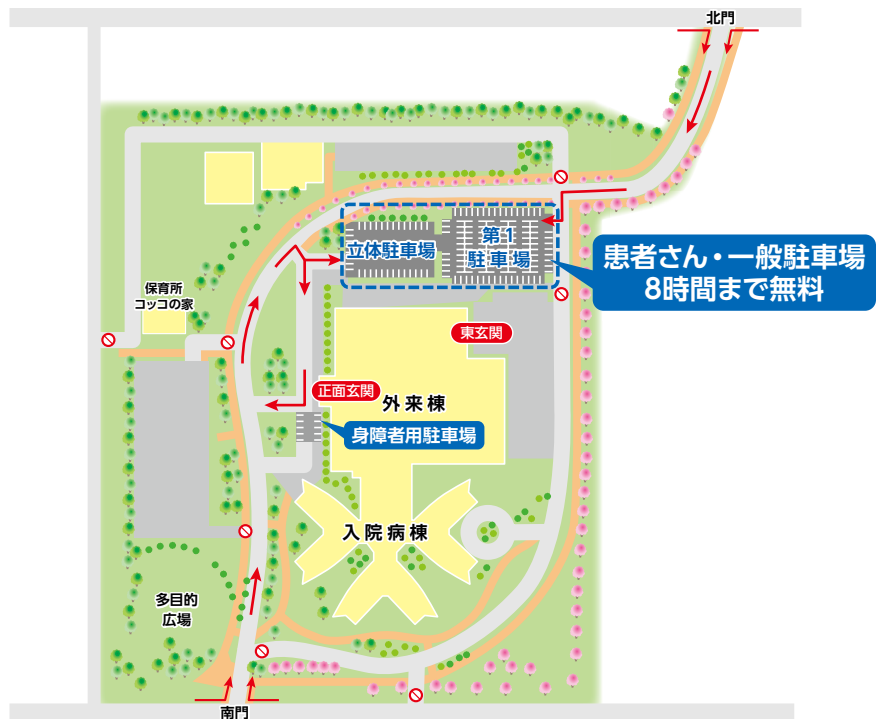 北門
立体駐車場
第1
駐車場
患者さん・一般駐車場
8時間まで無料
保育所
コッコの家
東玄関
正面玄関
外来棟
身障者用駐車場
入院病棟
多目的
広場
南門